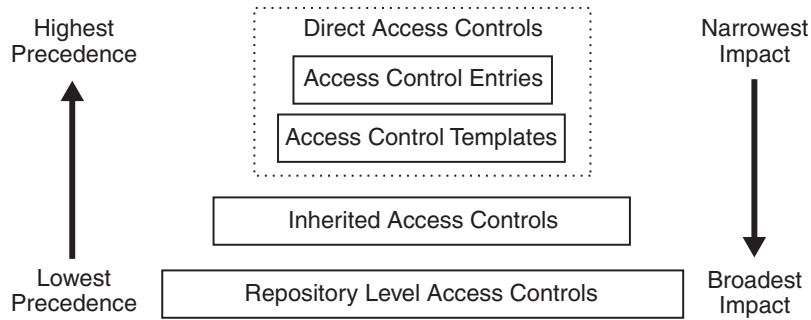 Highest
Precedence
Direct Access Controls
Narrowest
Impact
Access Control Entries
Access Control Templates
Inherited Access Controls
Lowest
Precedence
Repository Level Access Controls
Broadest
Impact